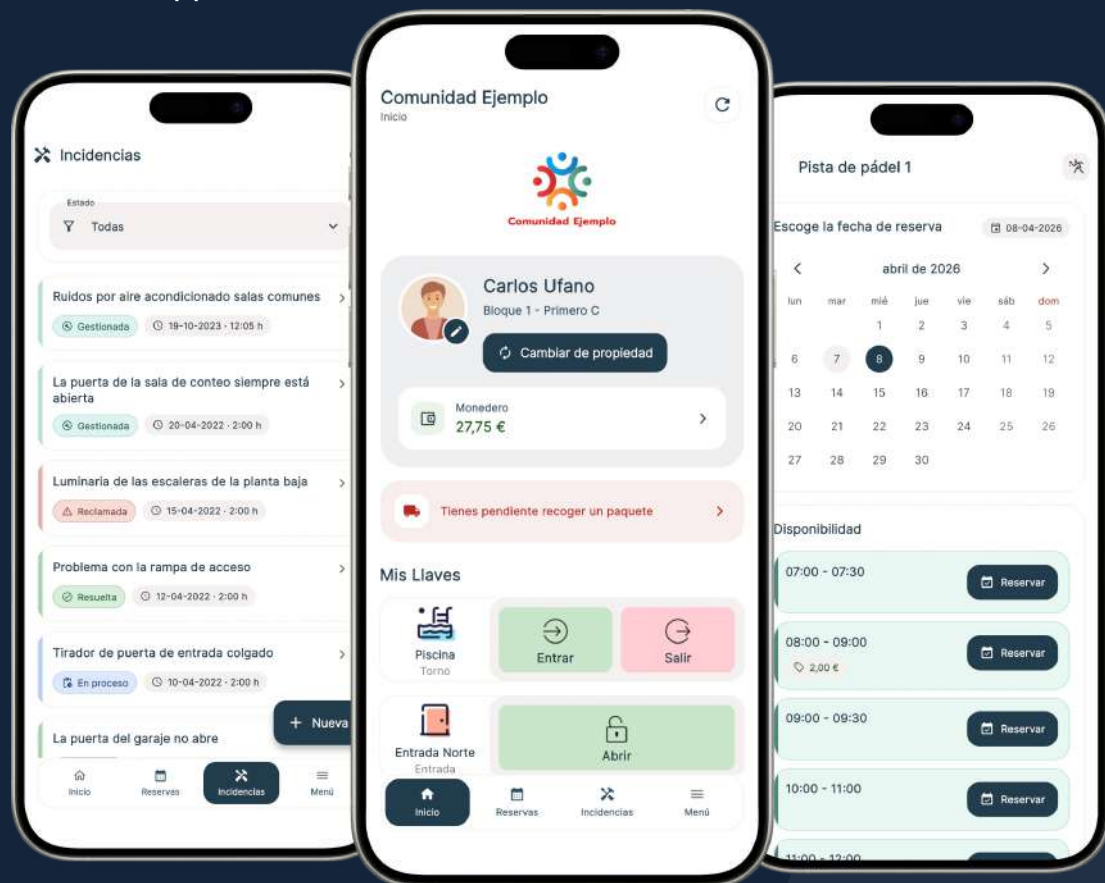 Incidencias
Estado
Todas
Ruidos por aire acondicionado salas comunes
Gestionada
19-10-2023 · 12:05 h
La puerta de la sala de conteo siempre está
abierta
Gestionada
20-04-2022 · 2:00 h
Luminaria de las escaleras de la planta baja
Reclamada
15-04-2022 · 2:00 h
Problema con la rampa de acceso
Resuelta
12-04-2022 · 2:00 h
Tirador de puerta de entrada colgado
En proceso
10-04-2022 · 2:00 h
+ Nueva
La puerta del garaje no abre
Inicio Reservas Incidencias Menú
Comunidad Ejemplo
Inicio
Comunidad Ejemplo
Carlos Ufano
Bloque 1 - Primero C
Cambiar de propiedad
Monedero
27,75 €
Tienes pendiente recoger un paquete
Mis Llaves
Piscina
Torno
Entrar
Salir
Entrada Norte
Entrada
Abrir
Inicio Reservas Incidencias Menú
Pista de pádel 1
Escoge la fecha de reserva
08-04-2026
abril de 2026
lun mar mié jue vie sáb dom
1 2 3 4 5
6 7 8 9 10 11 12
13 14 15 16 17 18 19
20 21 22 23 24 25 26
27 28 29 30
Disponibilidad
07:00 - 07:30
Reservar
08:00 - 09:00
2,00 €
Reservar
09:00 - 09:30
Reservar
10:00 - 11:00
Reservar
11:00 - 12:00